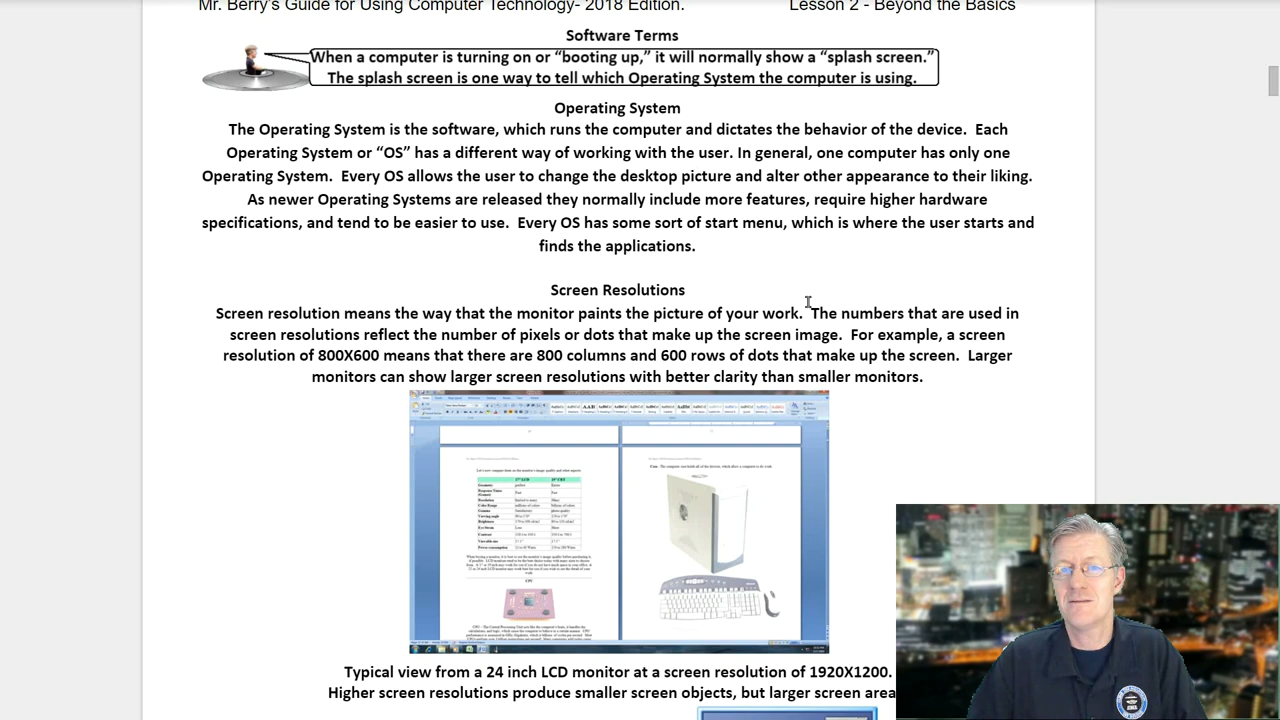 Mr. Berry's Guide for Using Computer Technology- 2018 Edition.
Lesson 2 - Beyond the Basics
Software Terms
When a computer is turning on or “booting up,” it will normally show a “splash screen.”
The splash screen is one way to tell which Operating System the computer is using.
Operating System
The Operating System is the software, which runs the computer and dictates the behavior of the device.  Each
Operating System or “OS” has a different way of working with the user. In general, one computer has only one
Operating System.  Every OS allows the user to change the desktop picture and alter other appearance to their liking.
As newer Operating Systems are released they normally include more features, require higher hardware
specifications, and tend to be easier to use.  Every OS has some sort of start menu, which is where the user starts and
finds the applications.
Screen Resolutions
Screen resolution means the way that the monitor paints the picture of your work.  The numbers that are used in
screen resolutions reflect the number of pixels or dots that make up the screen image.  For example, a screen
resolution of 800X600 means that there are 800 columns and 600 rows of dots that make up the screen.  Larger
monitors can show larger screen resolutions with better clarity than smaller monitors.
17" LCD
CPU
Typical view from a 24 inch LCD monitor at a screen resolution of 1920X1200.
Higher screen resolutions produce smaller screen objects, but larger screen area